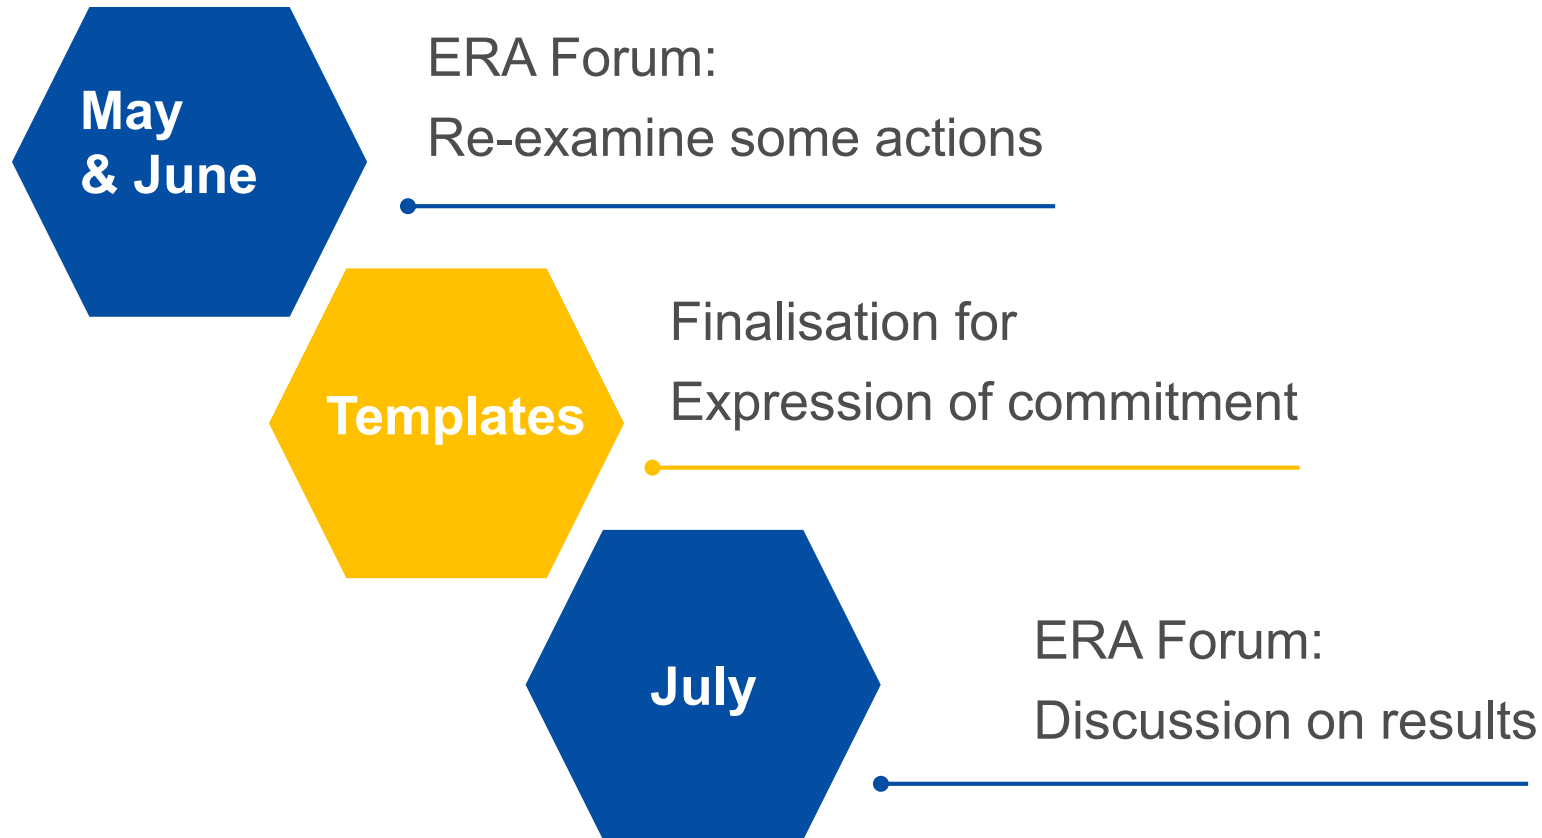 May
& June
ERA Forum:
Re-examine some actions
Templates
Finalisation for
Expression of commitment
July
ERA Forum:
Discussion on results